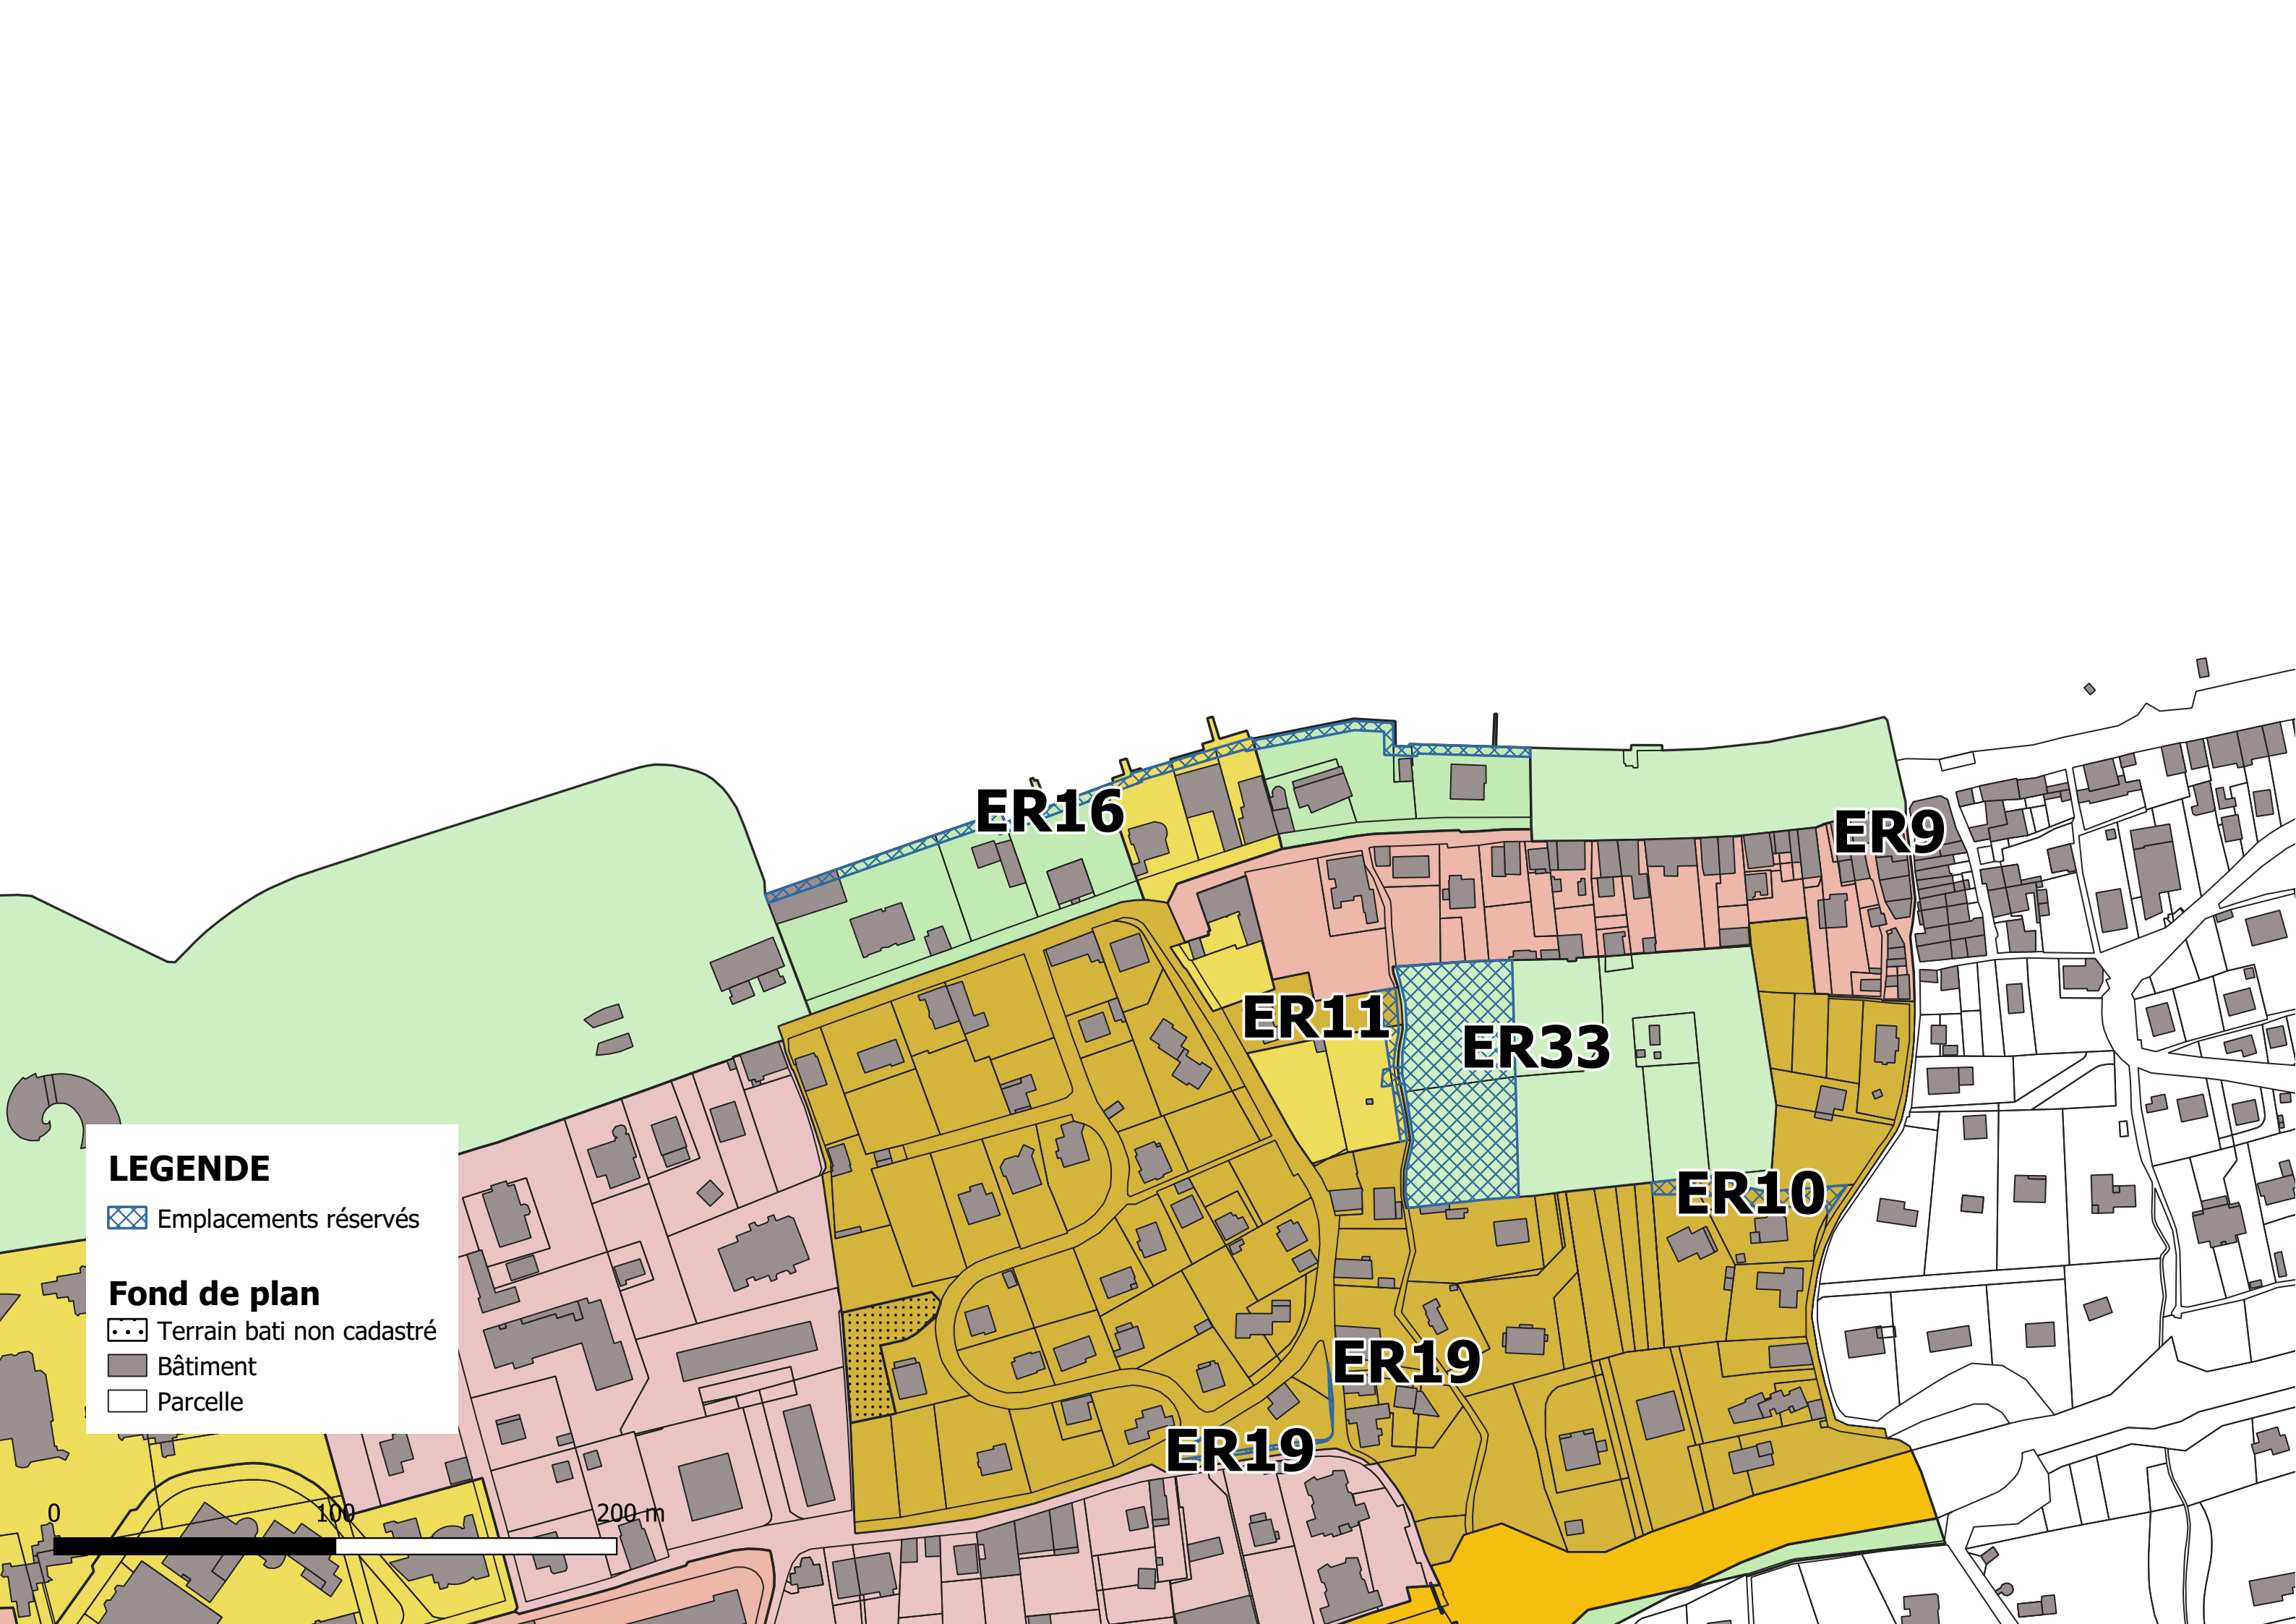 ER16
ER9
ER11
ER33
ER10
ER19
ER19
LEGENDE
Emplacements réservés
Fond de plan
Terrain bati non cadastré
Bâtiment
Parcelle
0 100 200 m